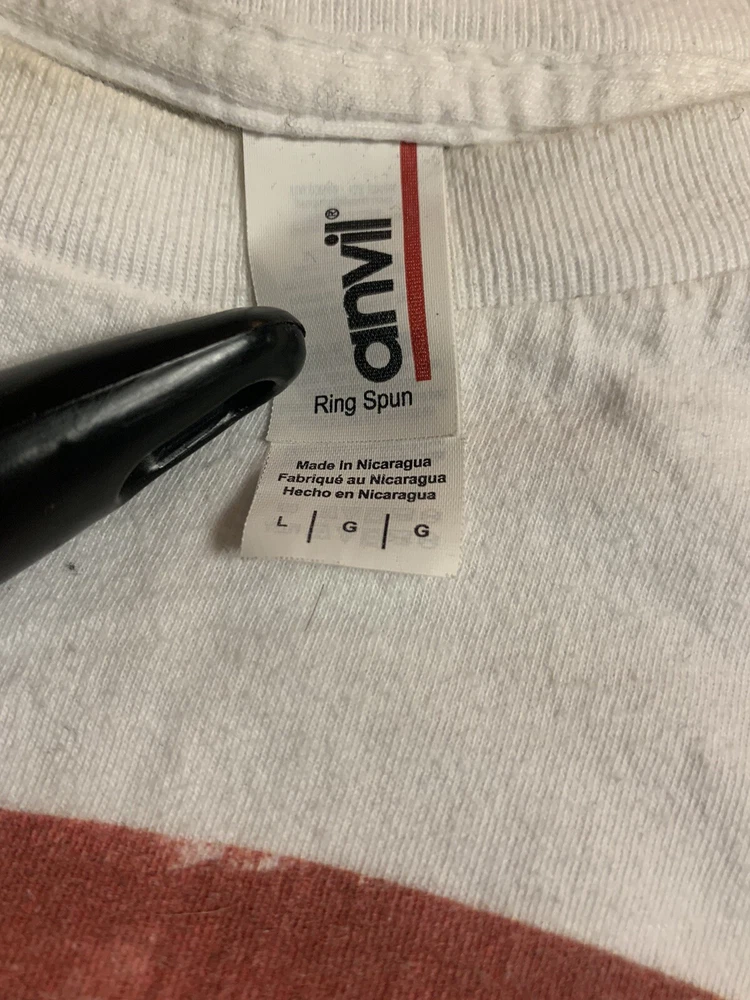 anvil®
Ring Spun
Made In Nicaragua
Fabriqué au Nicaragua
Hecho en Nicaragua
L | G | G